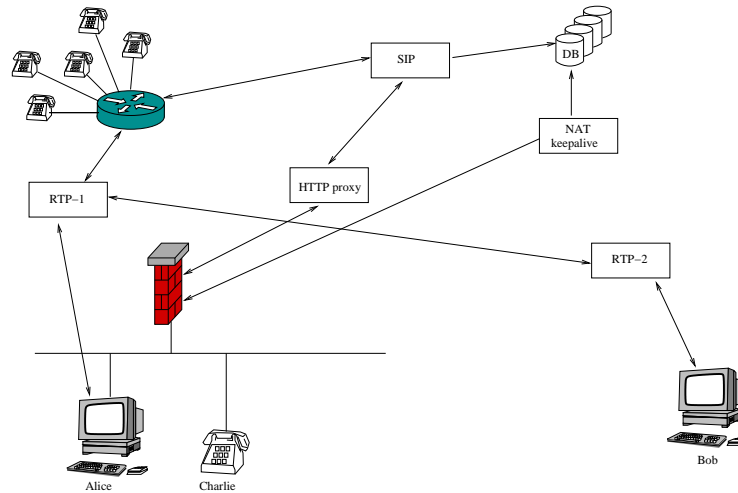 SIP
DB
NAT
keepalive
HTTP proxy
RTP−1
RTP−2
Alice
Charlie
Bob